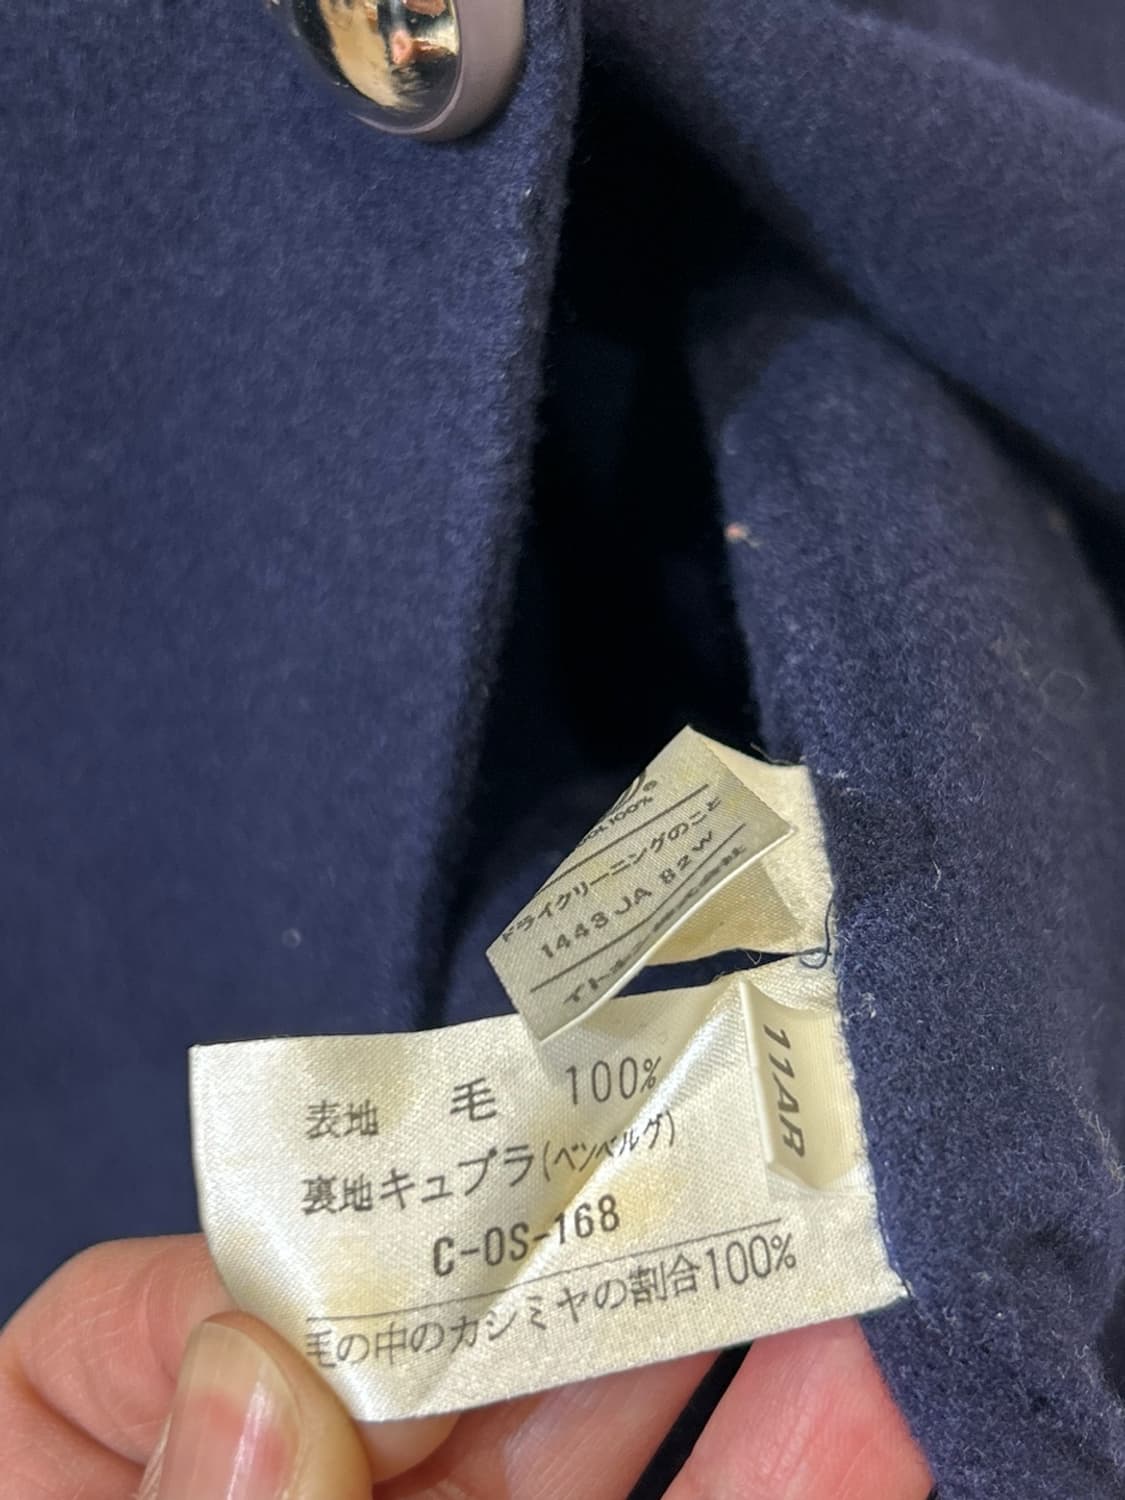 OOL100%
ドライクリーニングのこと
1443 JA 82W
11AR
表地 毛 100%
裏地キュプラ(ベンベルグ)
C-OS-168
毛の中のカシミヤの割合100%